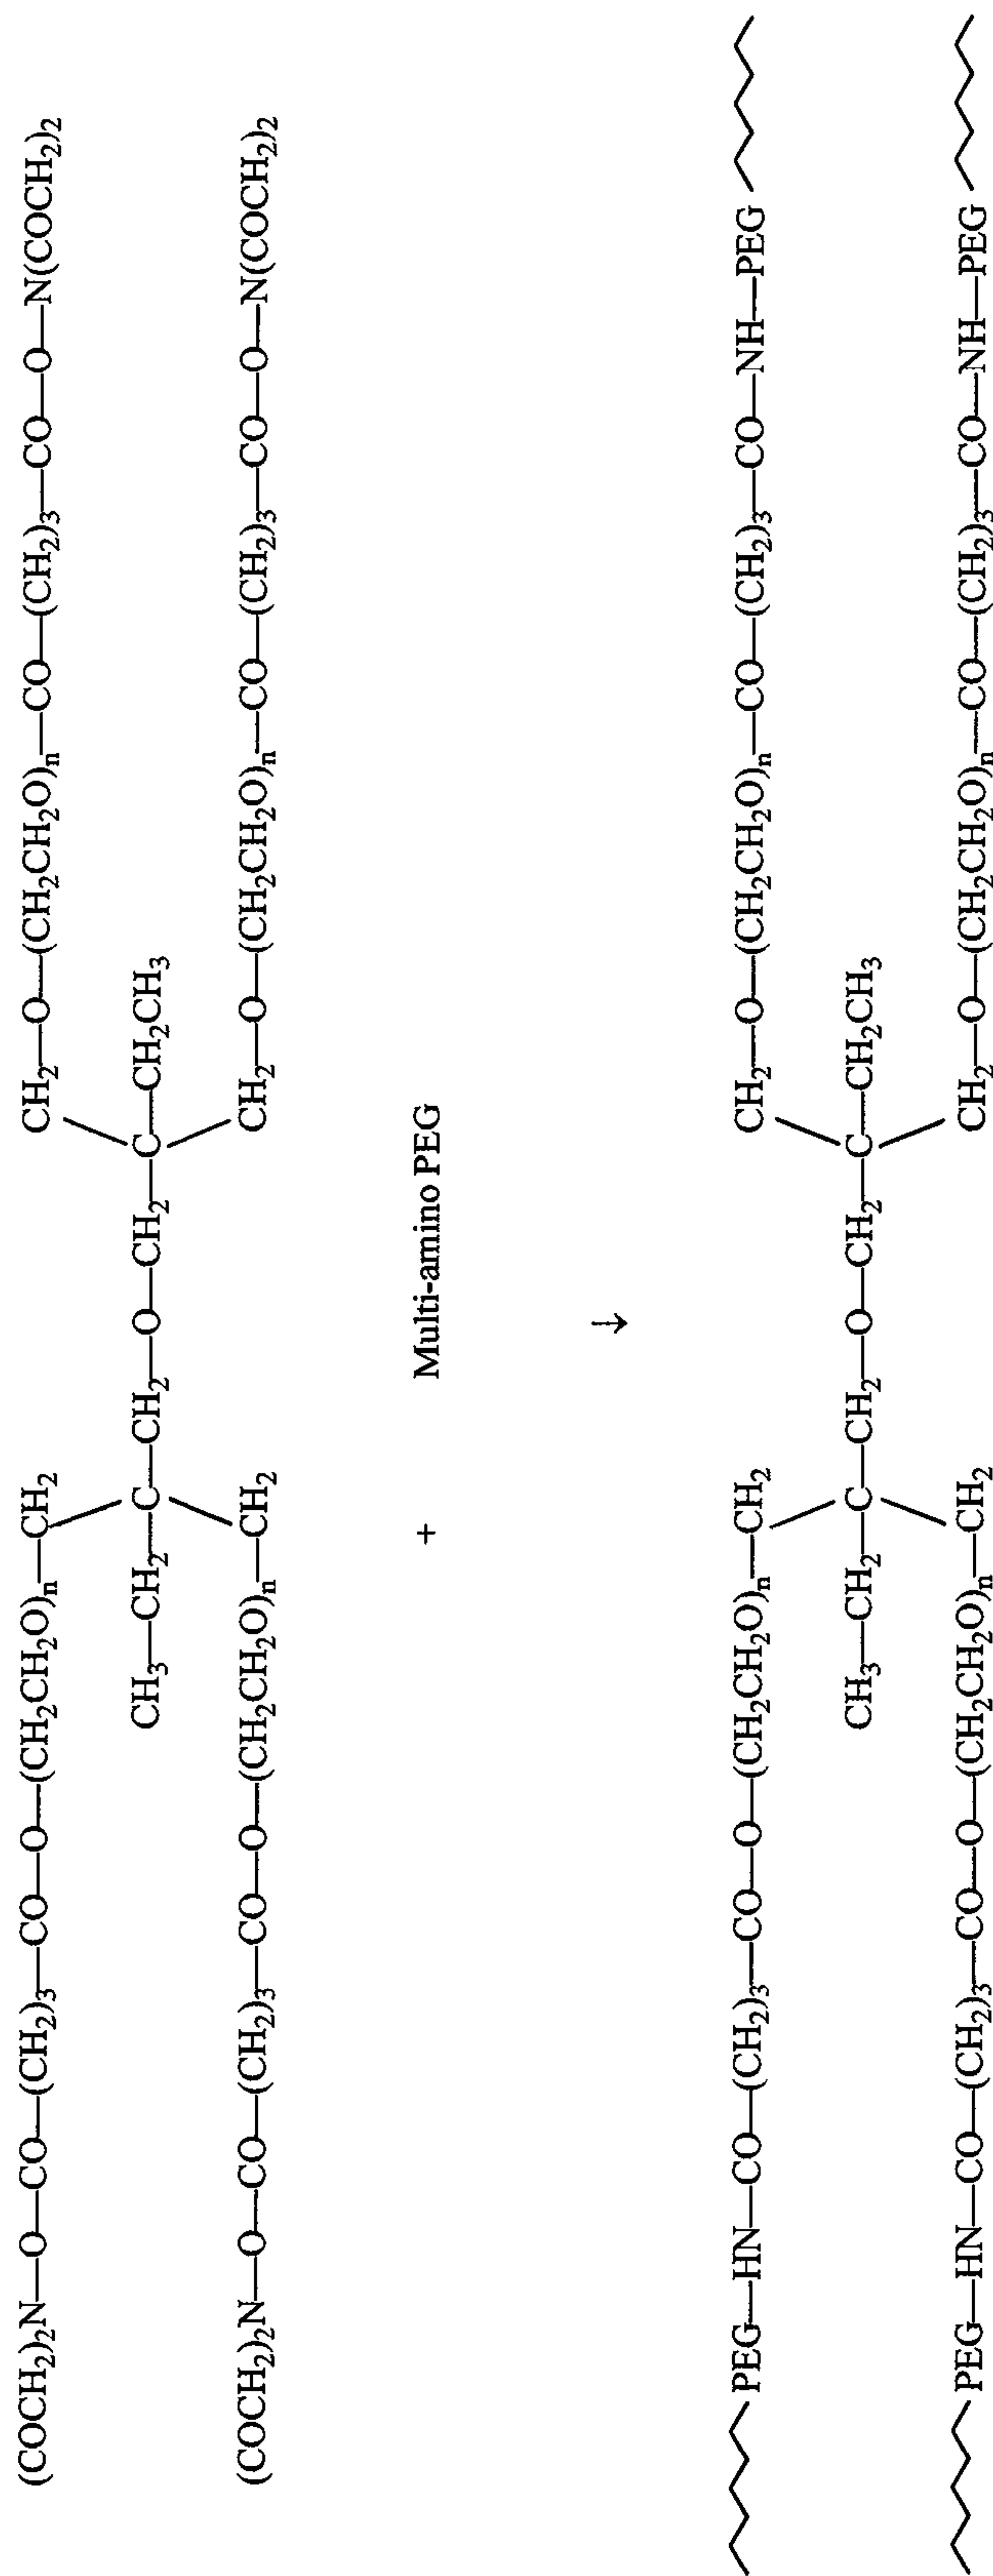 (COCH₂)₂N—O—CO—(CH₂)₃—CO—O—(CH₂CH₂O)ₙ—CH₂ CH₂—O—(CH₂CH₂O)ₙ—CO—(CH₂)₃—CO—O—N(COCH₂)₂
CH₃—CH₂—C—CH₂—O—CH₂—C—CH₂CH₃
(COCH₂)₂N—O—CO—(CH₂)₃—CO—O—(CH₂CH₂O)ₙ—CH₂ CH₂—O—(CH₂CH₂O)ₙ—CO—(CH₂)₃—CO—O—N(COCH₂)₂
+ Multi-amino PEG
→
PEG—HN—CO—(CH₂)₃—CO—O—(CH₂CH₂O)ₙ—CH₂ CH₂—O—(CH₂CH₂O)ₙ—CO—(CH₂)₃—CO—NH—PEG
CH₃—CH₂—C—CH₂—O—CH₂—C—CH₂CH₃
PEG—HN—CO—(CH₂)₃—CO—O—(CH₂CH₂O)ₙ—CH₂ CH₂—O—(CH₂CH₂O)ₙ—CO—(CH₂)₃—CO—NH—PEG